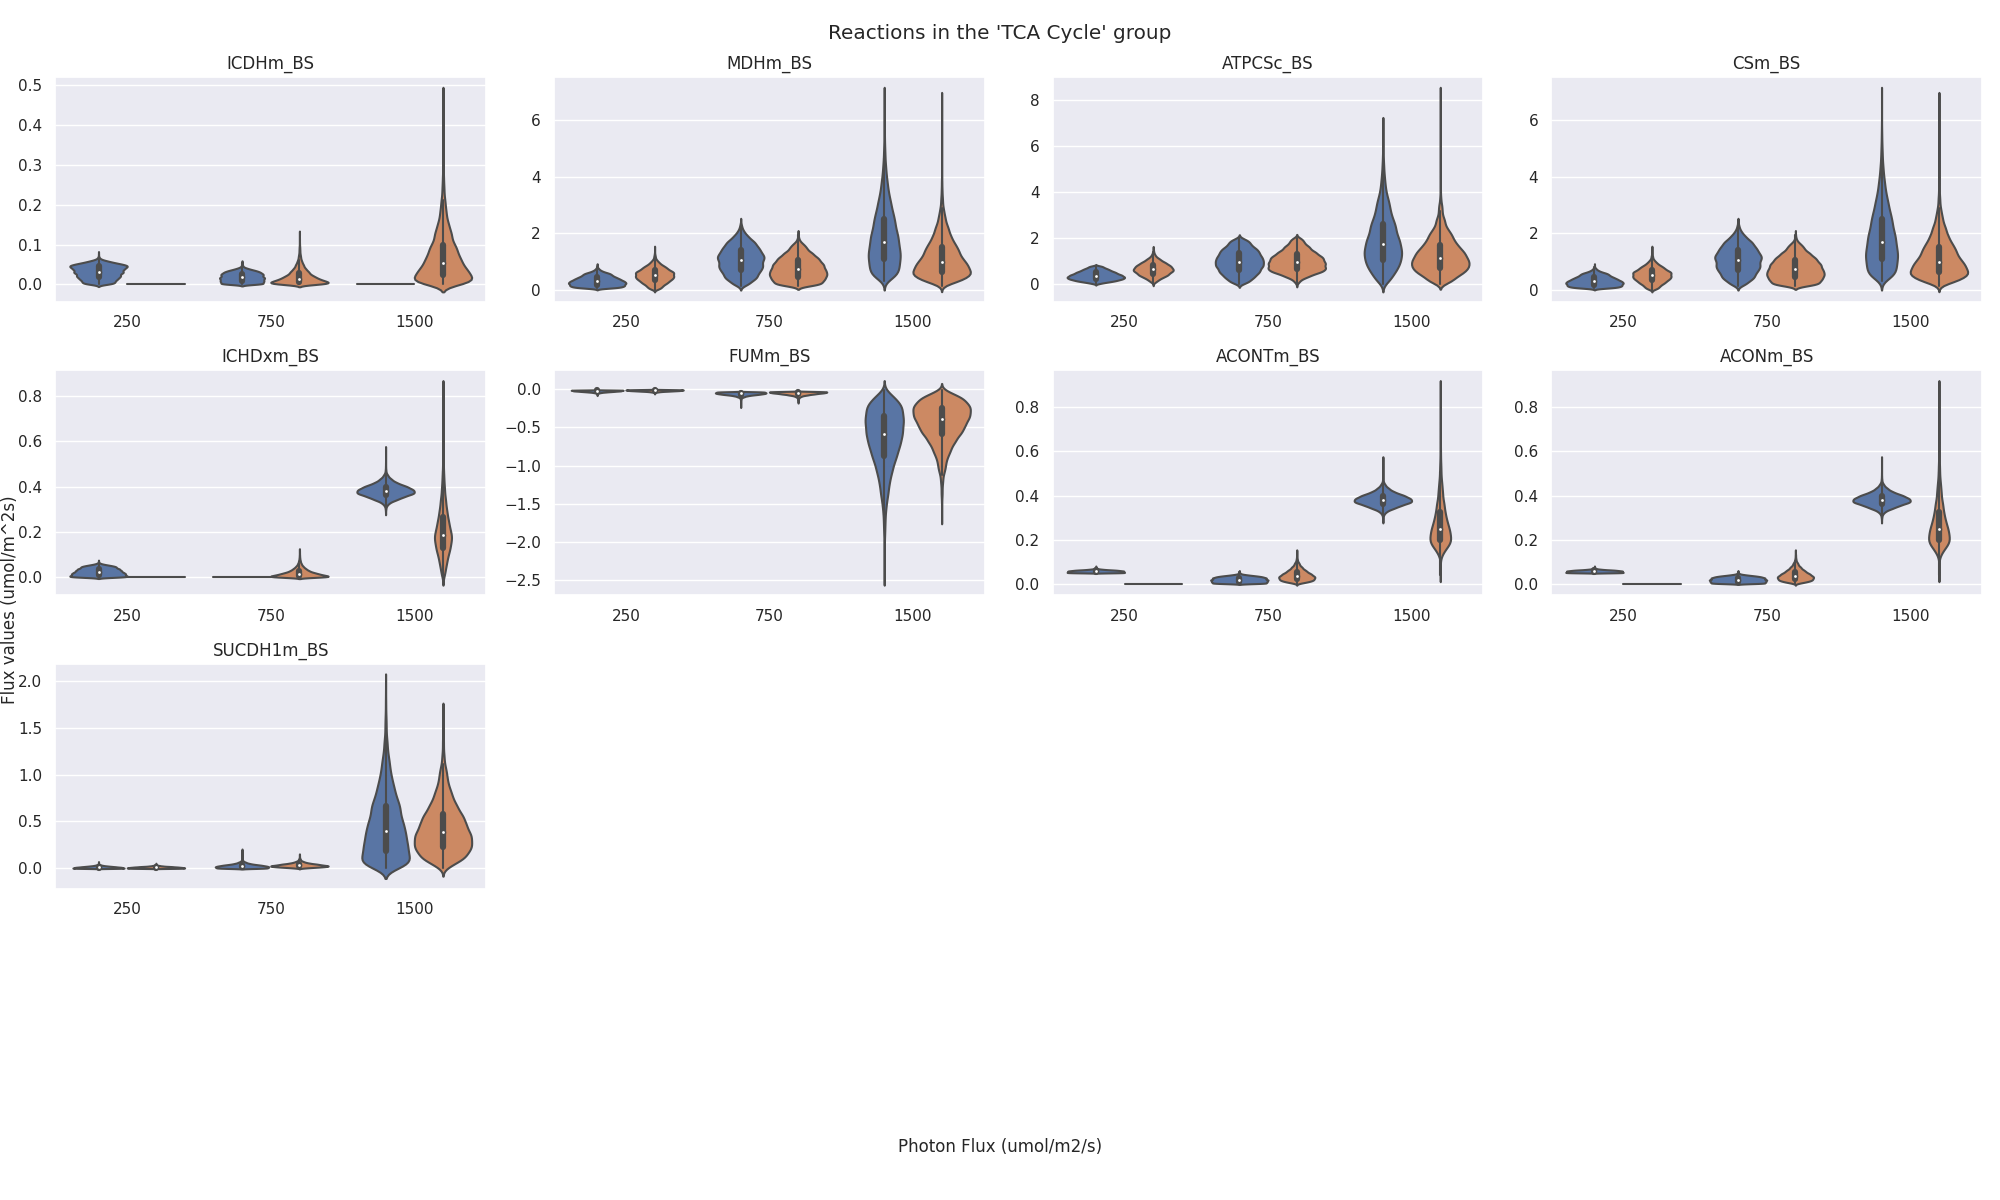 Reactions in the 'TCA Cycle' group
ICDHm_BS
0.5
0.4
0.3
0.2
0.1
0.0
250 750 1500
MDHm_BS
6
4
2
0
250 750 1500
ATPCSc_BS
8
6
4
2
0
250 750 1500
CSm_BS
6
4
2
0
250 750 1500
ICHDxm_BS
0.8
0.6
0.4
0.2
0.0
250 750 1500
FUMm_BS
0.0
−0.5
−1.0
−1.5
−2.0
−2.5
250 750 1500
ACONTm_BS
0.8
0.6
0.4
0.2
0.0
250 750 1500
ACONm_BS
0.8
0.6
0.4
0.2
0.0
250 750 1500
SUCDH1m_BS
2.0
1.5
1.0
0.5
0.0
250 750 1500
Flux values (umol/m^2s)
Photon Flux (umol/m2/s)